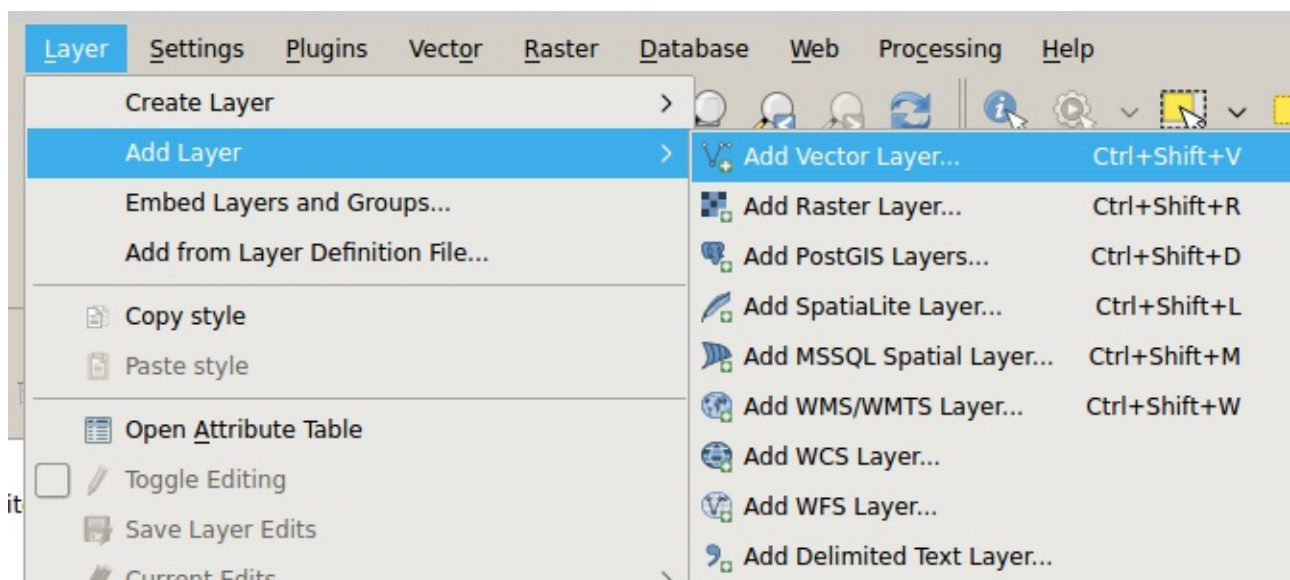 Layer Settings Plugins Vector Raster Database Web Processing Help
Create Layer
Add Layer
Embed Layers and Groups...
Add from Layer Definition File...
Copy style
Paste style
Open Attribute Table
Toggle Editing
Save Layer Edits
Current Edits
Add Vector Layer... Ctrl+Shift+V
Add Raster Layer... Ctrl+Shift+R
Add PostGIS Layers... Ctrl+Shift+D
Add SpatiaLite Layer... Ctrl+Shift+L
Add MSSQL Spatial Layer... Ctrl+Shift+M
Add WMS/WMTS Layer... Ctrl+Shift+W
Add WCS Layer...
Add WFS Layer...
Add Delimited Text Layer...